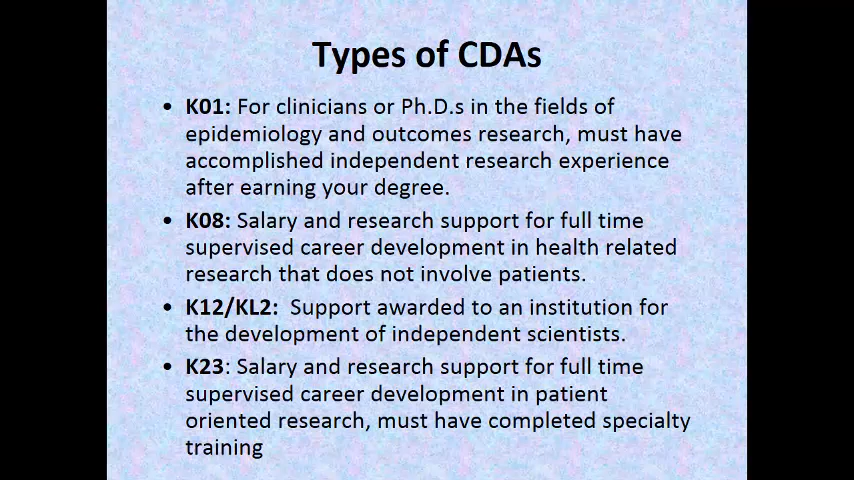 Types of CDAs
• K01: For clinicians or Ph.D.s in the fields of
epidemiology and outcomes research, must have
accomplished independent research experience
after earning your degree.
• K08: Salary and research support for full time
supervised career development in health related
research that does not involve patients.
• K12/KL2:  Support awarded to an institution for
the development of independent scientists.
• K23: Salary and research support for full time
supervised career development in patient
oriented research, must have completed specialty
training